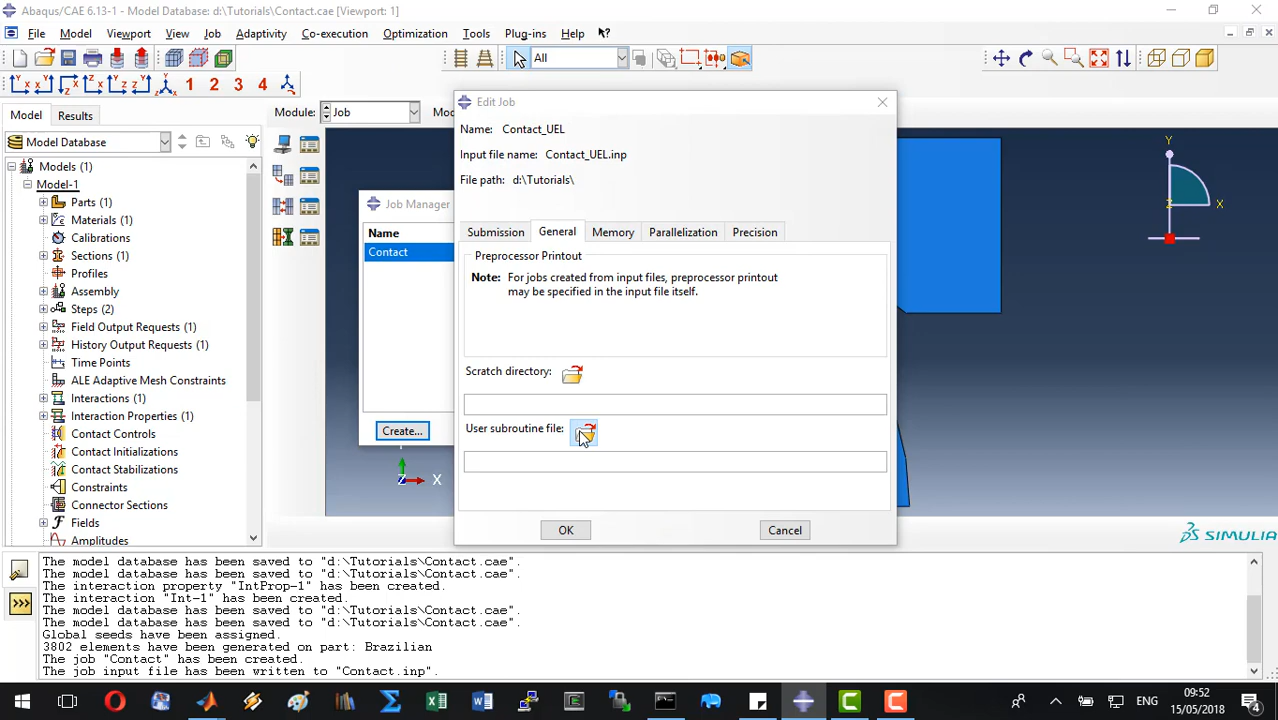 Abaqus/CAE 6.13-1 - Model Database: d:\Tutorials\Contact.cae [Viewport: 1]
File Model Viewport View Job Adaptivity Co-execution Optimization Tools Plug-ins Help
All
1 2 3 4
Model Results
Module: Job
Model Database
Models (1)
Model-1
Parts (1)
Materials (1)
Calibrations
Sections (1)
Profiles
Assembly
Steps (2)
Field Output Requests (1)
History Output Requests (1)
Time Points
ALE Adaptive Mesh Constraints
Interactions (1)
Interaction Properties (1)
Contact Controls
Contact Initializations
Contact Stabilizations
Constraints
Connector Sections
Fields
Amplitudes
Job Manager
Name
Contact
Create...
Edit Job
Name: Contact_UEL
Input file name: Contact_UEL.inp
File path: d:\Tutorials\
Submission General Memory Parallelization Precision
Preprocessor Printout
Note: For jobs created from input files, preprocessor printout
may be specified in the input file itself.
Scratch directory:
User subroutine file:
OK Cancel
Y
Z X
Z X
SIMULIA
The model database has been saved to "d:\Tutorials\Contact.cae".
The model database has been saved to "d:\Tutorials\Contact.cae".
The interaction property "IntProp-1" has been created.
The interaction "Int-1" has been created.
The model database has been saved to "d:\Tutorials\Contact.cae".
The model database has been saved to "d:\Tutorials\Contact.cae".
Global seeds have been assigned.
3802 elements have been generated on part: Brazilian
The job "Contact" has been created.
The job input file has been written to "Contact.inp".
>>>
ENG
09:52
15/05/2018
4